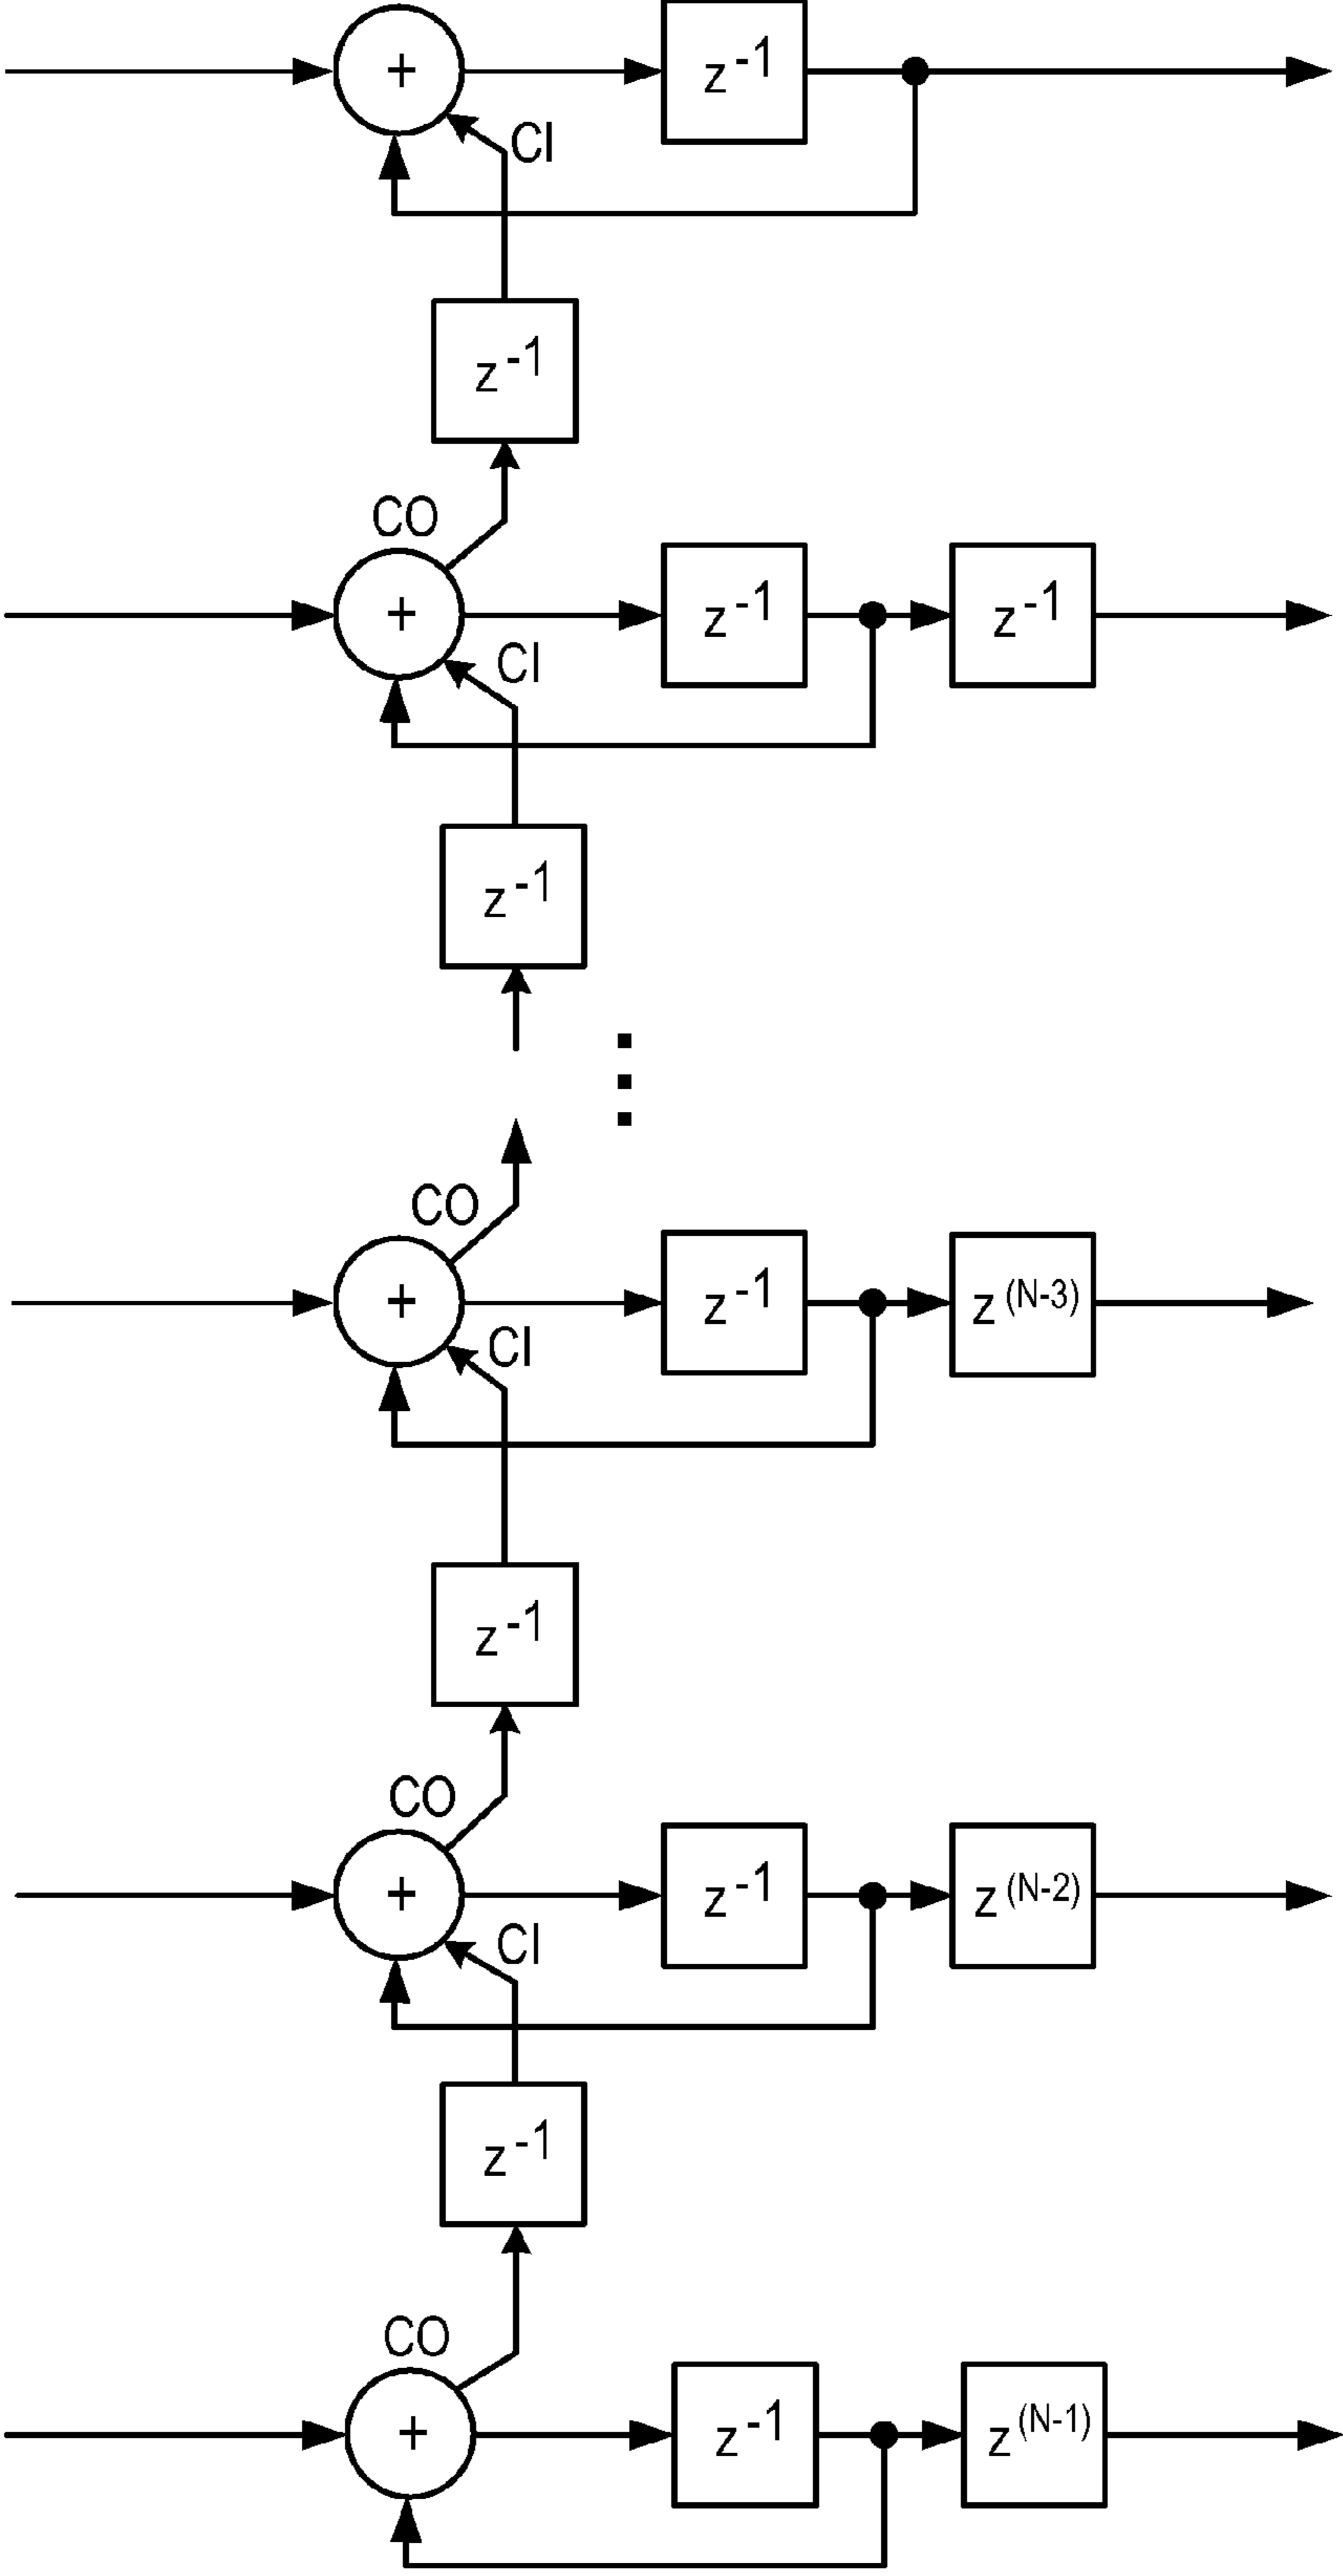 +
z-1
CI
z-1
CO
+
z-1
z-1
CI
z-1
CO
+
z-1
z(N-3)
CI
z-1
CO
+
z-1
z(N-2)
CI
z-1
CO
+
z-1
z(N-1)